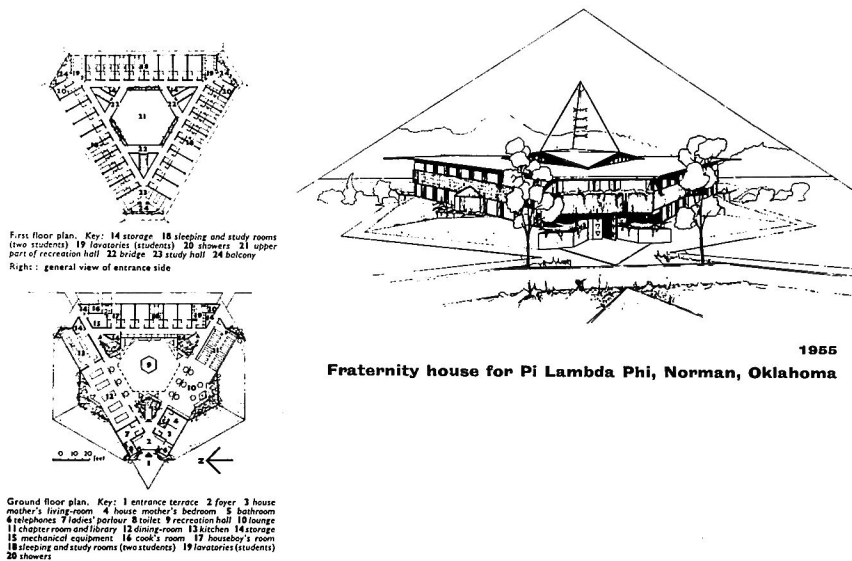 First floor plan. Key: 14 storage 18 sleeping and study rooms
(two students) 19 lavatories (students) 20 showers 21 upper
part of recreation hall 22 bridge 23 study hall 24 balcony
Right: general view of entrance side
0 10 20
feet
N
Ground floor plan. Key: 1 entrance terrace 2 foyer 3 house
mother's living-room 4 house mother's bedroom 5 bathroom
6 telephones 7 ladies' parlour 8 toilet 9 recreation hall 10 lounge
11 chapter room and library 12 dining-room 13 kitchen 14 storage
15 mechanical equipment 16 cook's room 17 houseboy's room
18 sleeping and study rooms (two students) 19 lavatories (students)
20 showers
1955
Fraternity house for Pi Lambda Phi, Norman, Oklahoma